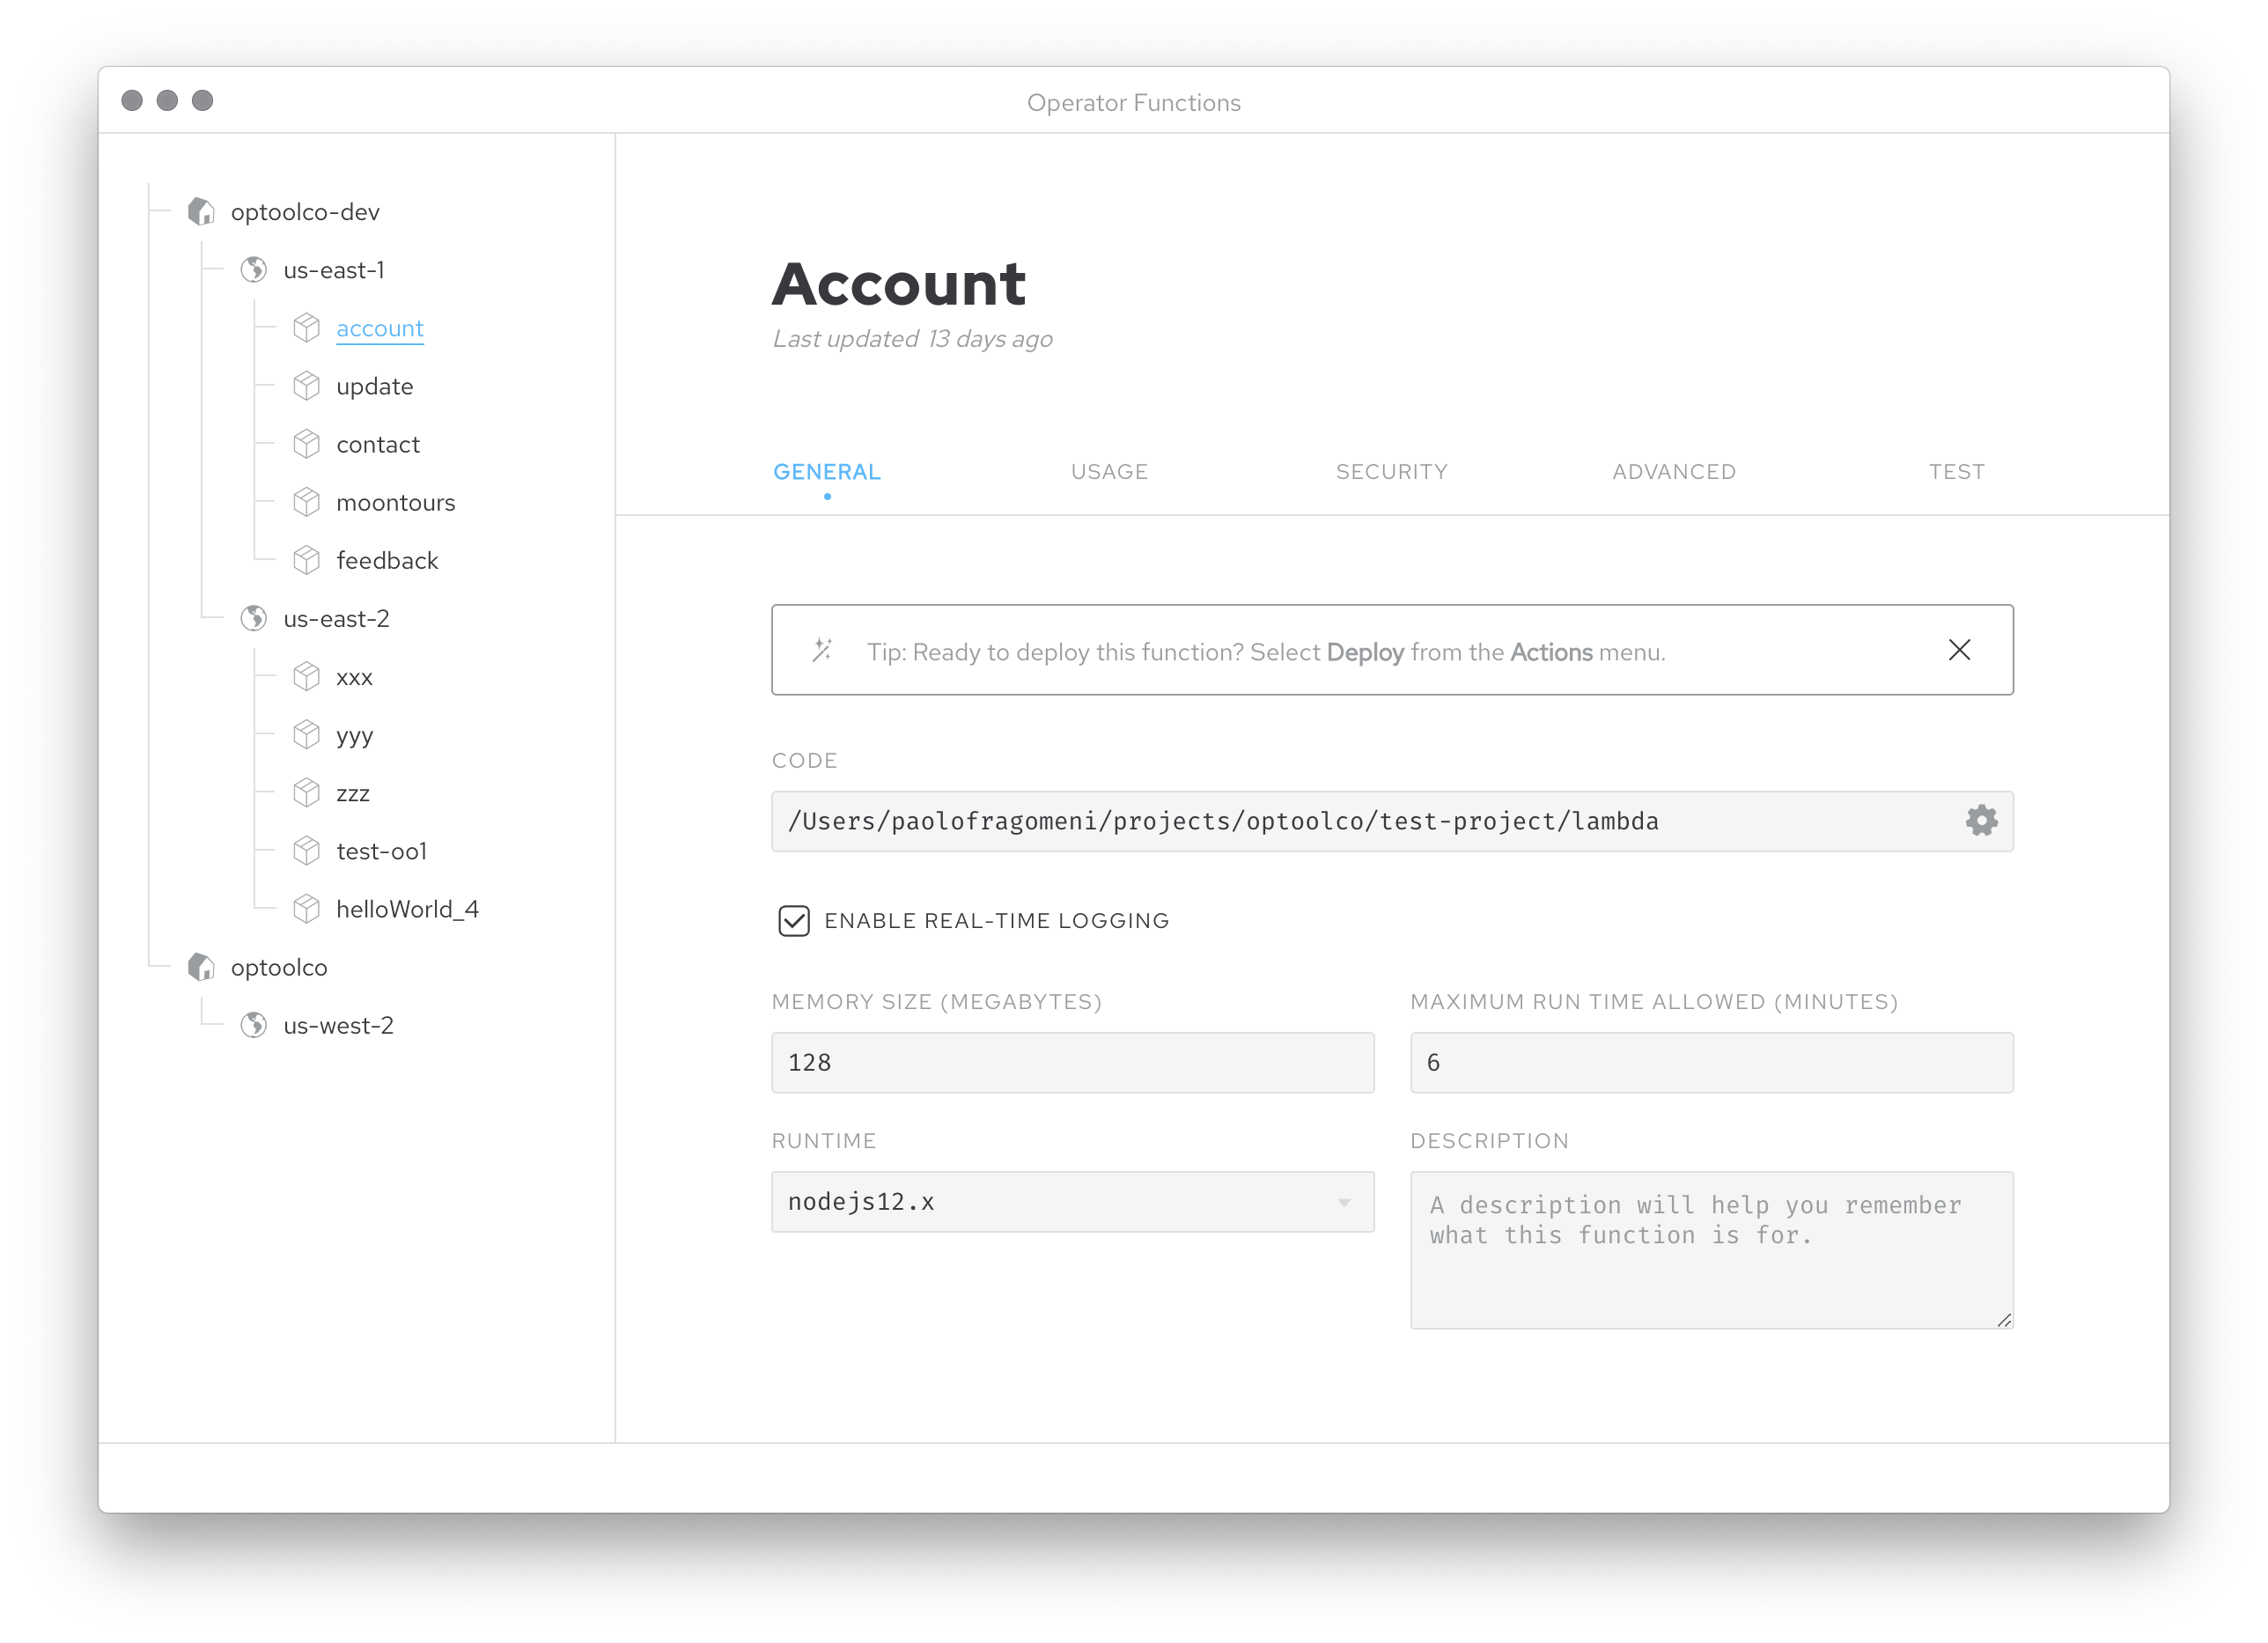 Operator Functions
optoolco-dev
us-east-1
account
update
contact
moontours
feedback
us-east-2
xxx
yyy
zzz
test-oo1
helloWorld_4
optoolco
us-west-2
Account
Last updated 13 days ago
GENERAL
USAGE
SECURITY
ADVANCED
TEST
Tip: Ready to deploy this function? Select Deploy from the Actions menu.
CODE
/Users/paolofragomeni/projects/optoolco/test-project/lambda
ENABLE REAL-TIME LOGGING
MEMORY SIZE (MEGABYTES)
128
MAXIMUM RUN TIME ALLOWED (MINUTES)
6
RUNTIME
nodejs12.x
DESCRIPTION
A description will help you remember
what this function is for.